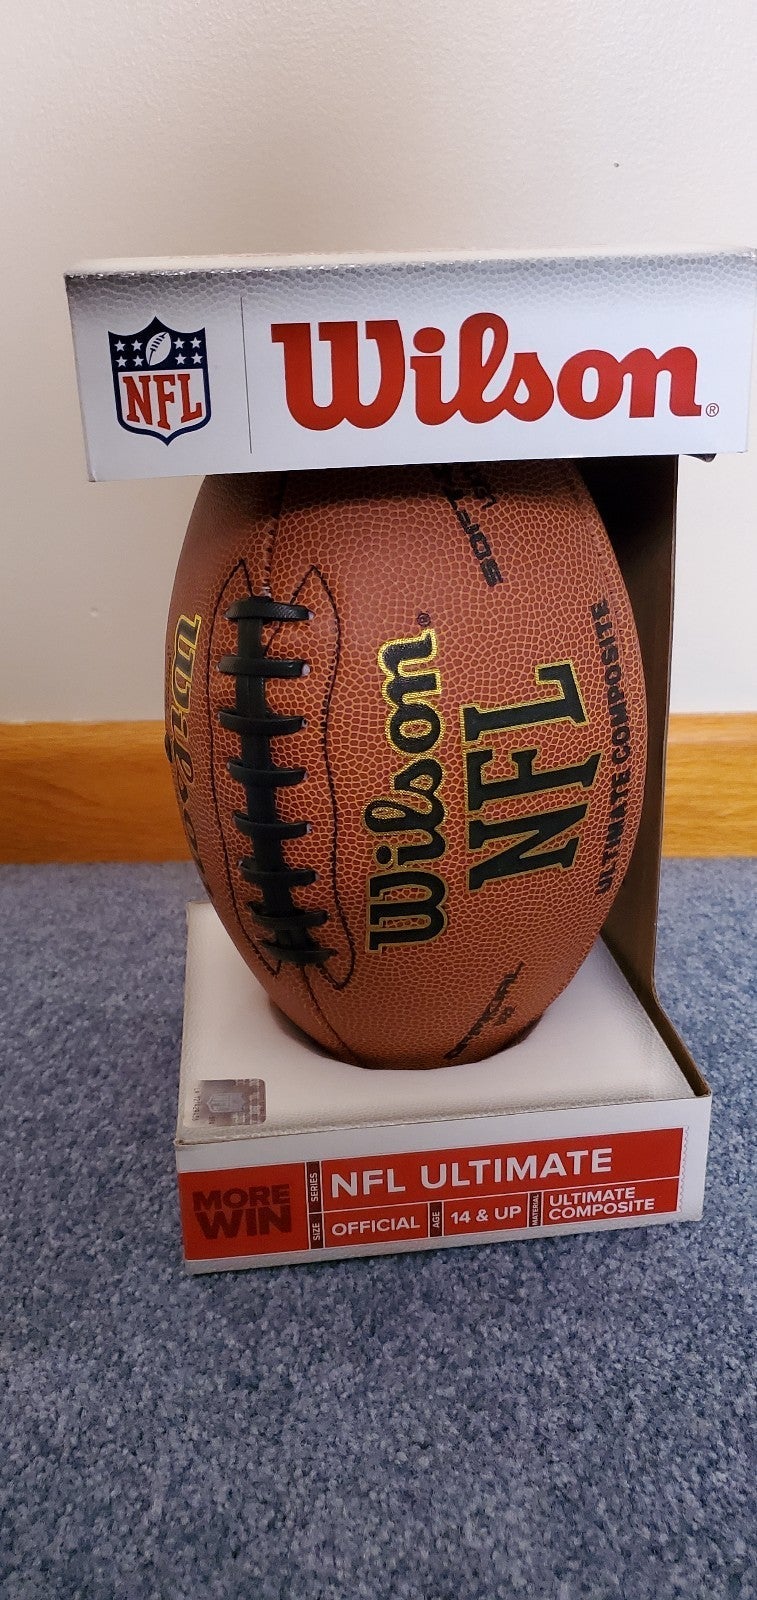 NFL
Wilson®
Wilson®
NFL
ULTIMATE COMPOSITE
MORE
WIN
SERIES
NFL ULTIMATE
SIZE
OFFICIAL
AGE
14 & UP
MATERIAL
ULTIMATE
COMPOSITE